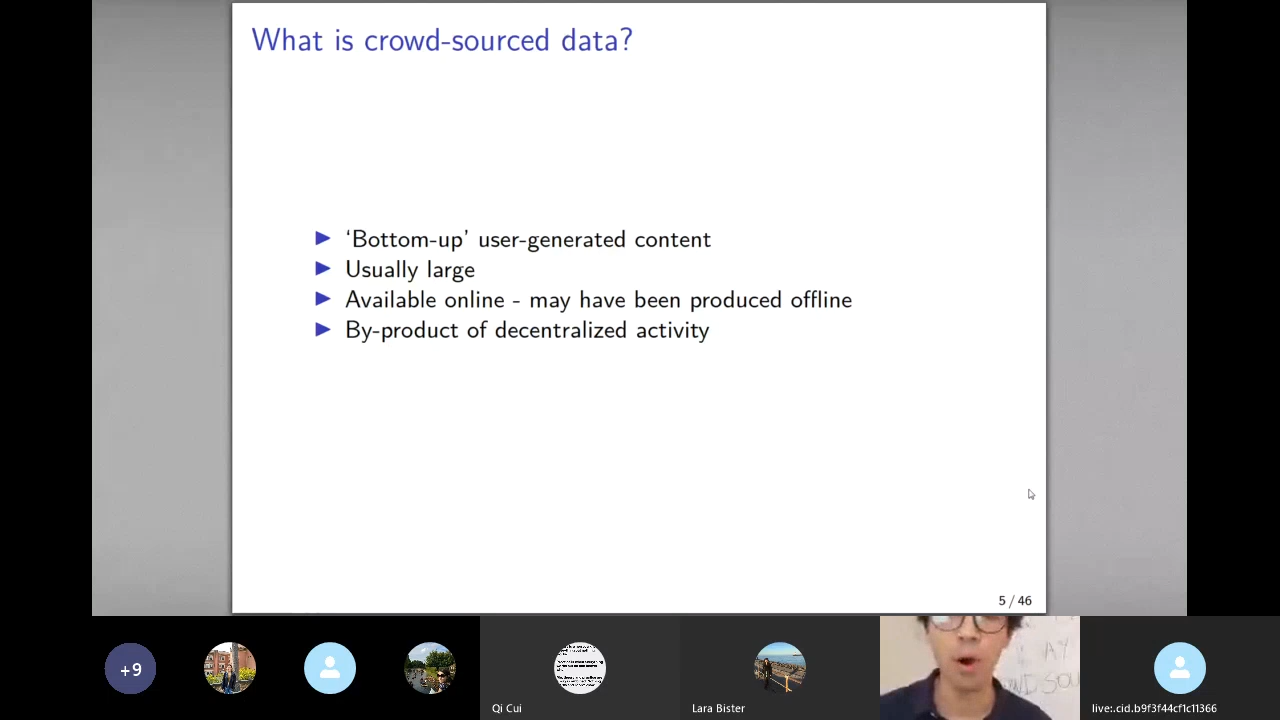 What is crowd-sourced data?
▶ ‘Bottom-up’ user-generated content
▶ Usually large
▶ Available online - may have been produced offline
▶ By-product of decentralized activity
5 / 46
+9
Qi Cui
Lara Bister
AY
live:.cid.b9f3f44cf1c11366